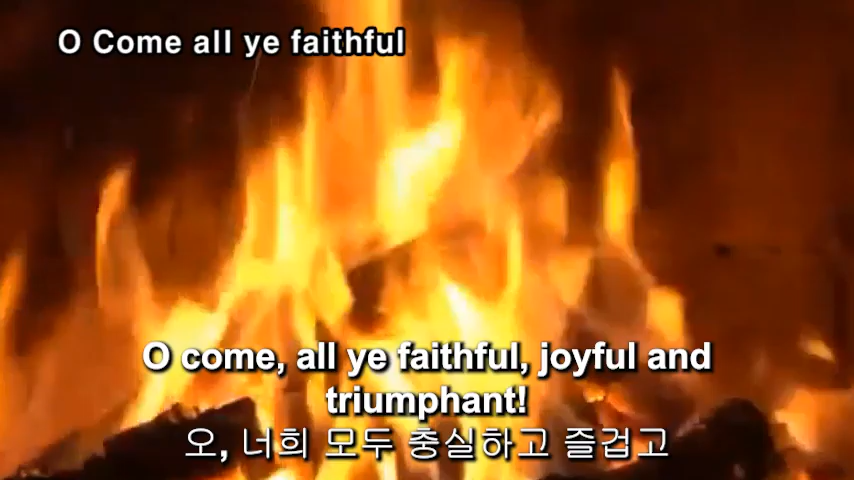 O Come all ye faithful
O come, all ye faithful, joyful and
triumphant!
오, 너희 모두 충실하고 즐겁고